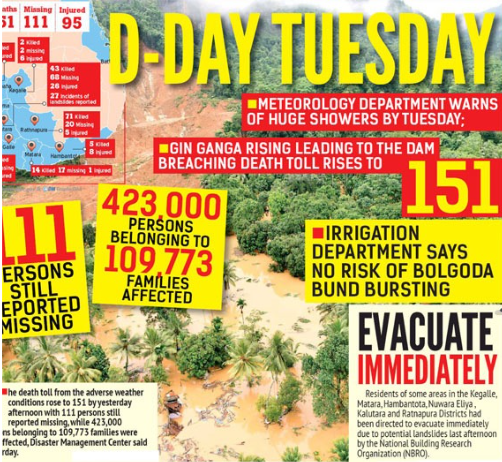 aths Missing Injured
51 111 95
2 Killed
2 missing
6 injured
43 Killed
68 Missing
26 injured
27 incidents of
landslides reported
71 Killed
20 Missing
5 injured
5 Killed
8 injured
14 Killed 17 missing 1 injured
Kegalle
Ratnapura
Galle
Matara
Hambantota
D-DAY TUESDAY
METEOROLOGY DEPARTMENT WARNS
OF HUGE SHOWERS BY TUESDAY;
GIN GANGA RISING LEADING TO THE DAM
BREACHING DEATH TOLL RISES TO
151
423,000
PERSONS
BELONGING TO
109,773
FAMILIES
AFFECTED
111
ERSONS
STILL
EPORTED
MISSING
IRRIGATION
DEPARTMENT SAYS
NO RISK OF BOLGODA
BUND BURSTING
EVACUATE
IMMEDIATELY
Residents of some areas in the Kegalle,
Matara, Hambantota, Nuwara Eliya,
Kalutara and Ratnapura Districts had
been directed to evacuate immediately
due to potential landslides last afternoon
by the National Building Research
Organization (NBRO).
he death toll from the adverse weather
conditions rose to 151 by yesterday
afternoon with 111 persons still
reported missing, while 423,000
ns belonging to 109,773 families were
ffected, Disaster Management Center said
rday.